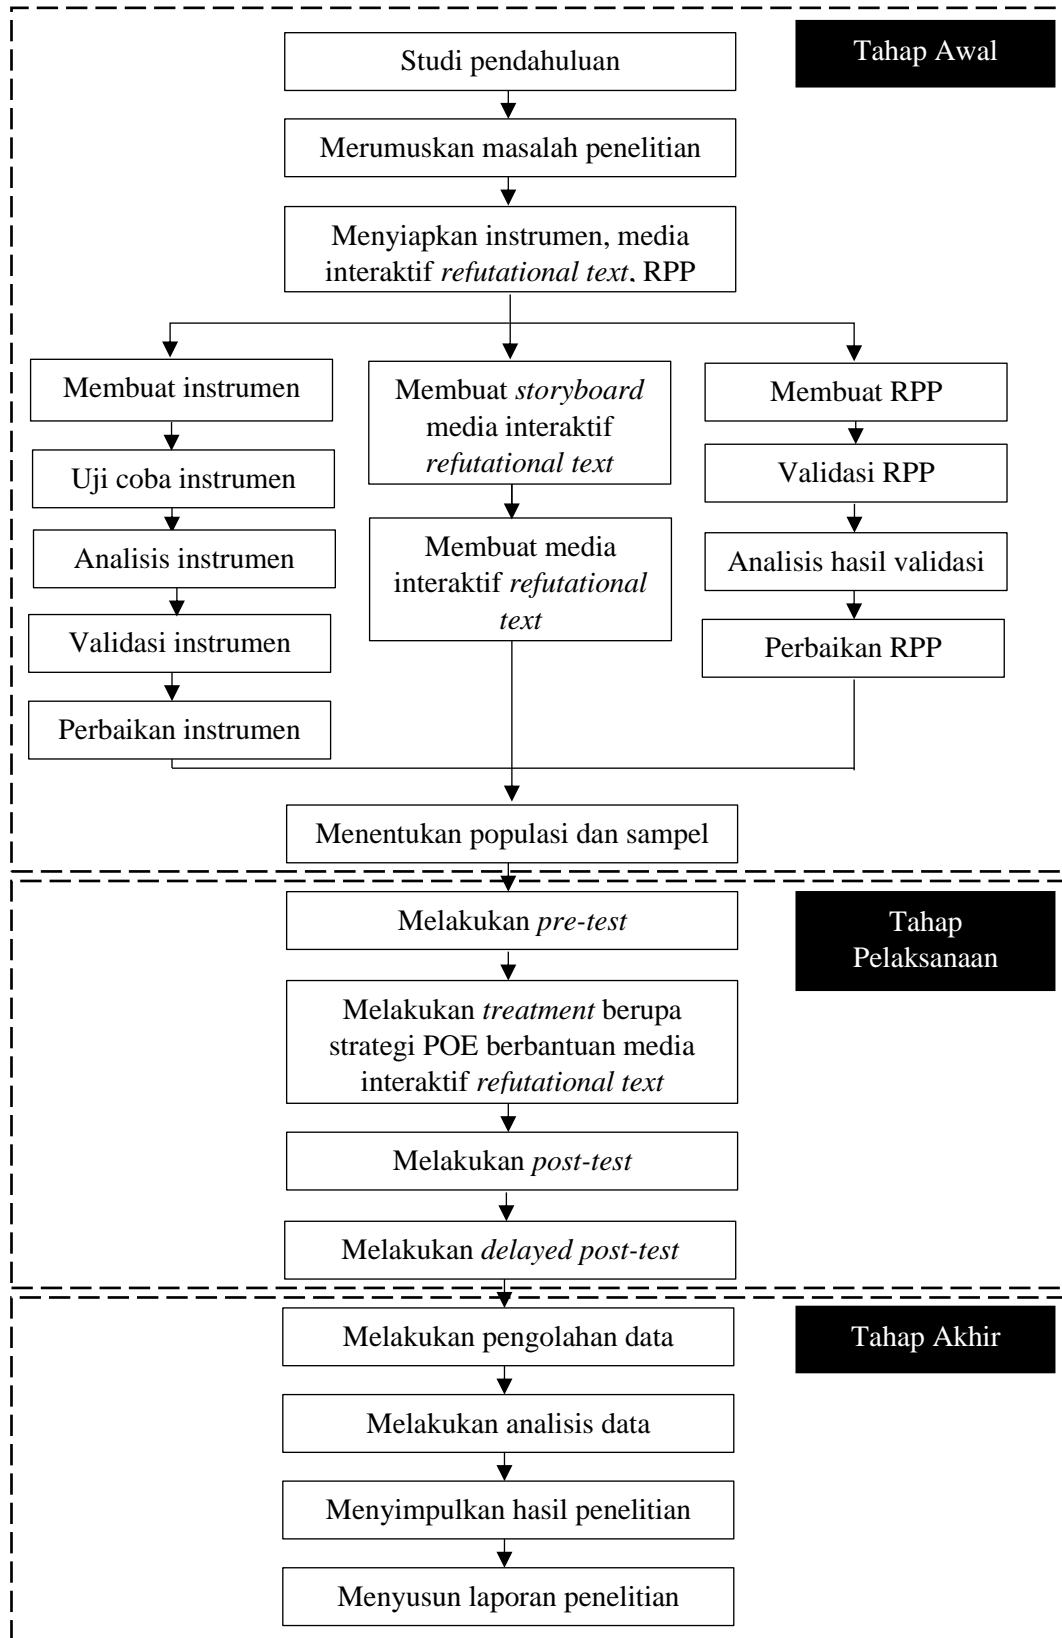 Tahap Awal
Studi pendahuluan
Merumuskan masalah penelitian
Menyiapkan instrumen, media
interaktif refutational text, RPP
Membuat instrumen
Uji coba instrumen
Analisis instrumen
Validasi instrumen
Perbaikan instrumen
Membuat storyboard
media interaktif
refutational text
Membuat media
interaktif refutational
text
Membuat RPP
Validasi RPP
Analisis hasil validasi
Perbaikan RPP
Menentukan populasi dan sampel
Tahap
Pelaksanaan
Melakukan pre-test
Melakukan treatment berupa
strategi POE berbantuan media
interaktif refutational text
Melakukan post-test
Melakukan delayed post-test
Tahap Akhir
Melakukan pengolahan data
Melakukan analisis data
Menyimpulkan hasil penelitian
Menyusun laporan penelitian